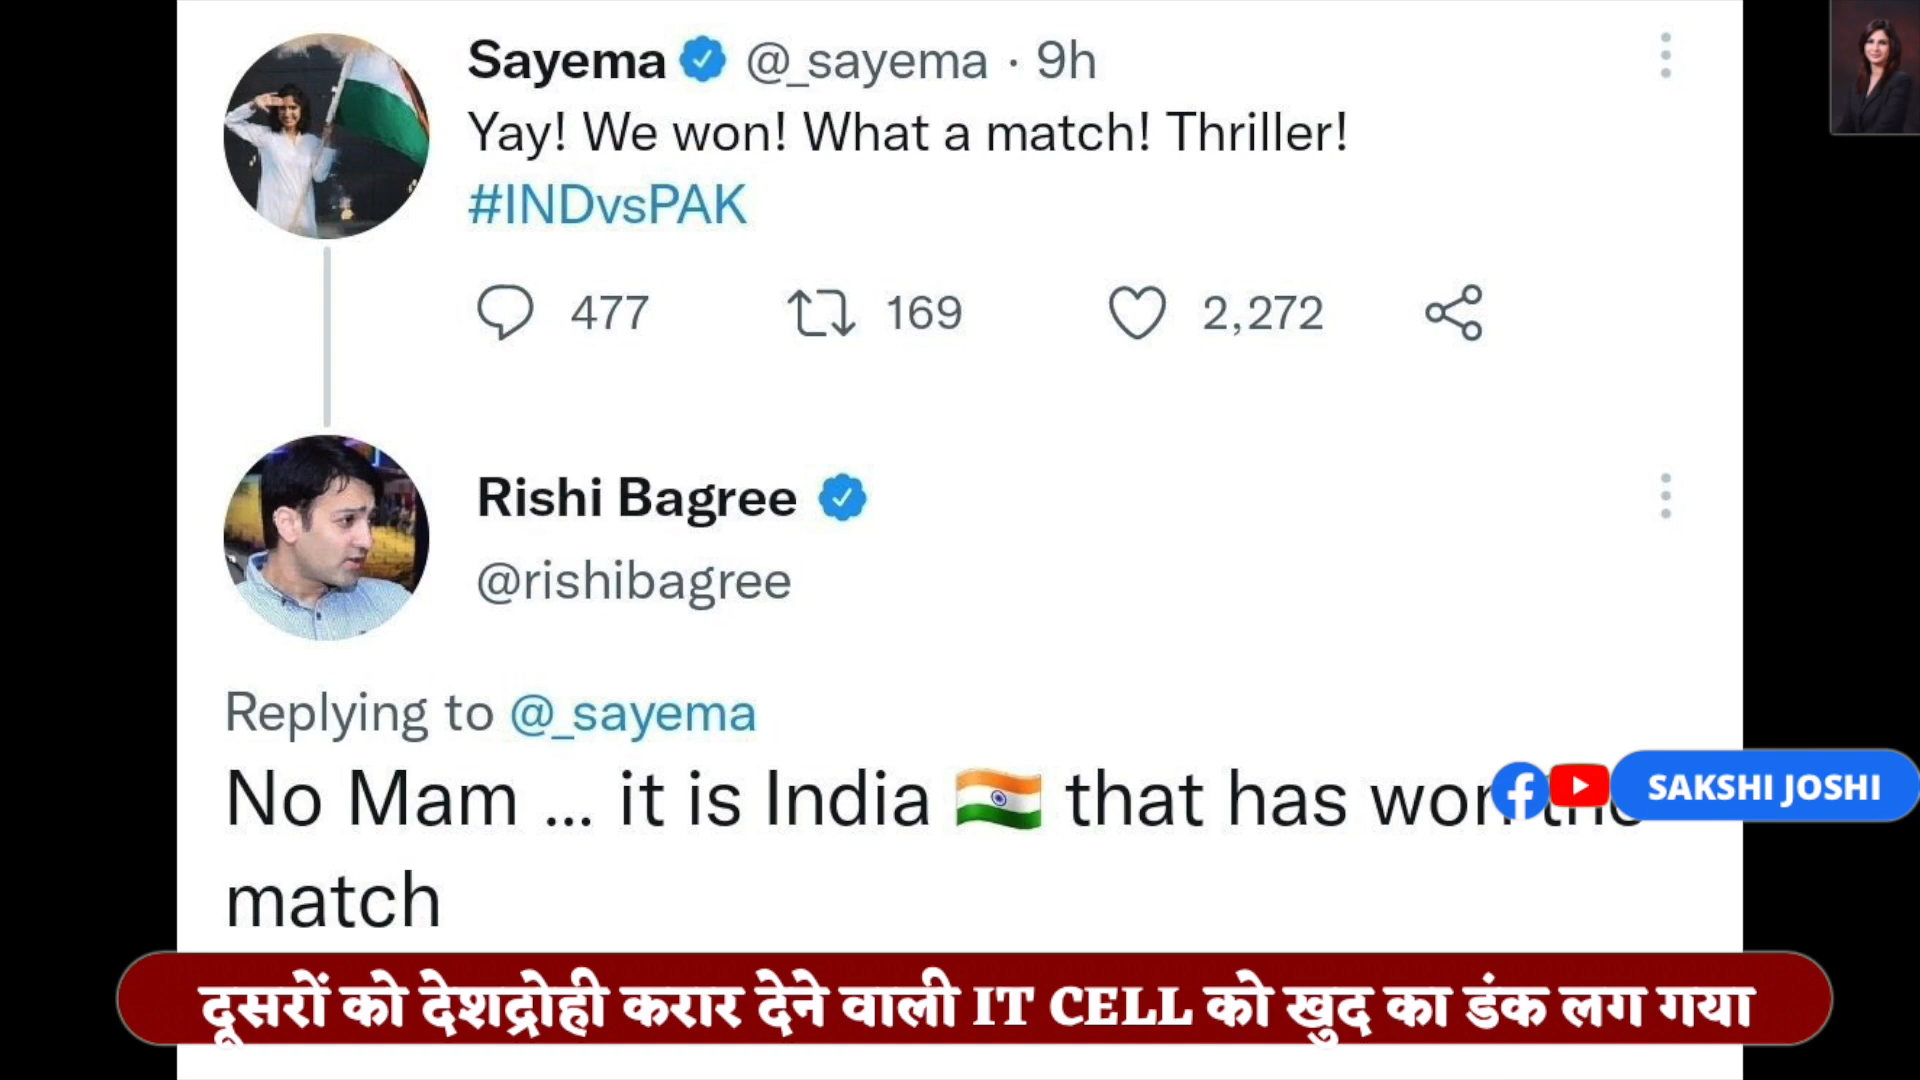 Sayema @_sayema · 9h
Yay! We won! What a match! Thriller!
#INDvsPAK
477 169 2,272
Rishi Bagree
@rishibagree
Replying to @_sayema
No Mam ... it is India 🇮🇳 that has won the
SAKSHI JOSHI
match
दूसरों को देशद्रोही करार देने वाली IT CELL को खुद का डंक लग गया